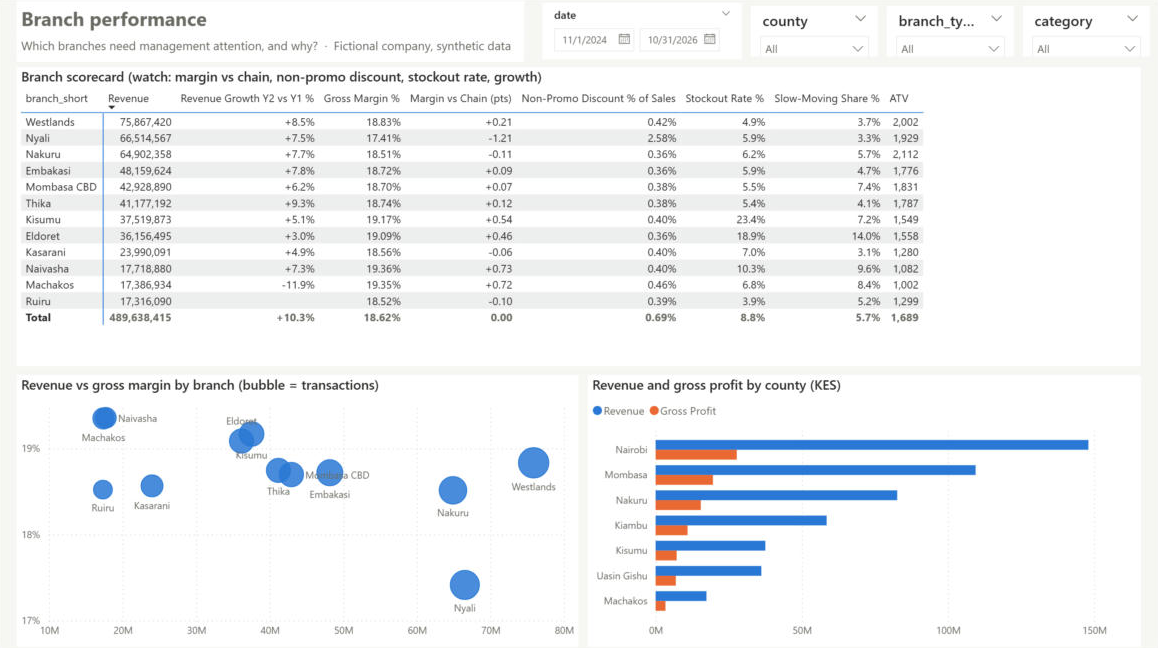 Branch performance
Which branches need management attention, and why? · Fictional company, synthetic data
date
11/1/2024 10/31/2026
county
All
branch_ty...
All
category
All
Branch scorecard (watch: margin vs chain, non-promo discount, stockout rate, growth)
branch_short Revenue Revenue Growth Y2 vs Y1 % Gross Margin % Margin vs Chain (pts) Non-Promo Discount % of Sales Stockout Rate % Slow-Moving Share % ATV
Westlands 75,867,420 +8.5% 18.83% +0.21 0.42% 4.9% 3.7% 2,002
Nyali 66,514,567 +7.5% 17.41% -1.21 2.58% 5.9% 3.3% 1,929
Nakuru 64,902,358 +7.7% 18.51% -0.11 0.36% 6.2% 5.7% 2,112
Embakasi 48,159,624 +7.8% 18.72% +0.09 0.36% 5.9% 4.7% 1,776
Mombasa CBD 42,928,890 +6.2% 18.70% +0.07 0.38% 5.5% 7.4% 1,831
Thika 41,177,192 +9.3% 18.74% +0.12 0.38% 5.4% 4.1% 1,787
Kisumu 37,519,873 +5.1% 19.17% +0.54 0.40% 23.4% 7.2% 1,549
Eldoret 36,156,495 +3.0% 19.09% +0.46 0.36% 18.9% 14.0% 1,558
Kasarani 23,990,091 +4.9% 18.56% -0.06 0.40% 7.0% 3.1% 1,280
Naivasha 17,718,880 +7.3% 19.36% +0.73 0.40% 10.3% 9.6% 1,082
Machakos 17,386,934 -11.9% 19.35% +0.72 0.46% 6.8% 8.4% 1,002
Ruiru 17,316,090 18.52% -0.10 0.39% 3.9% 5.2% 1,299
Total 489,638,415 +10.3% 18.62% 0.00 0.69% 8.8% 5.7% 1,689
Revenue vs gross margin by branch (bubble = transactions)
19%
18%
17%
Naivasha
Machakos
Eldoret
Kisumu
Mombasa CBD
Thika
Embakasi
Westlands
Ruiru
Kasarani
Nakuru
Nyali
10M 20M 30M 40M 50M 60M 70M 80M
Revenue and gross profit by county (KES)
Revenue Gross Profit
Nairobi
Mombasa
Nakuru
Kiambu
Kisumu
Uasin Gishu
Machakos
0M 50M 100M 150M